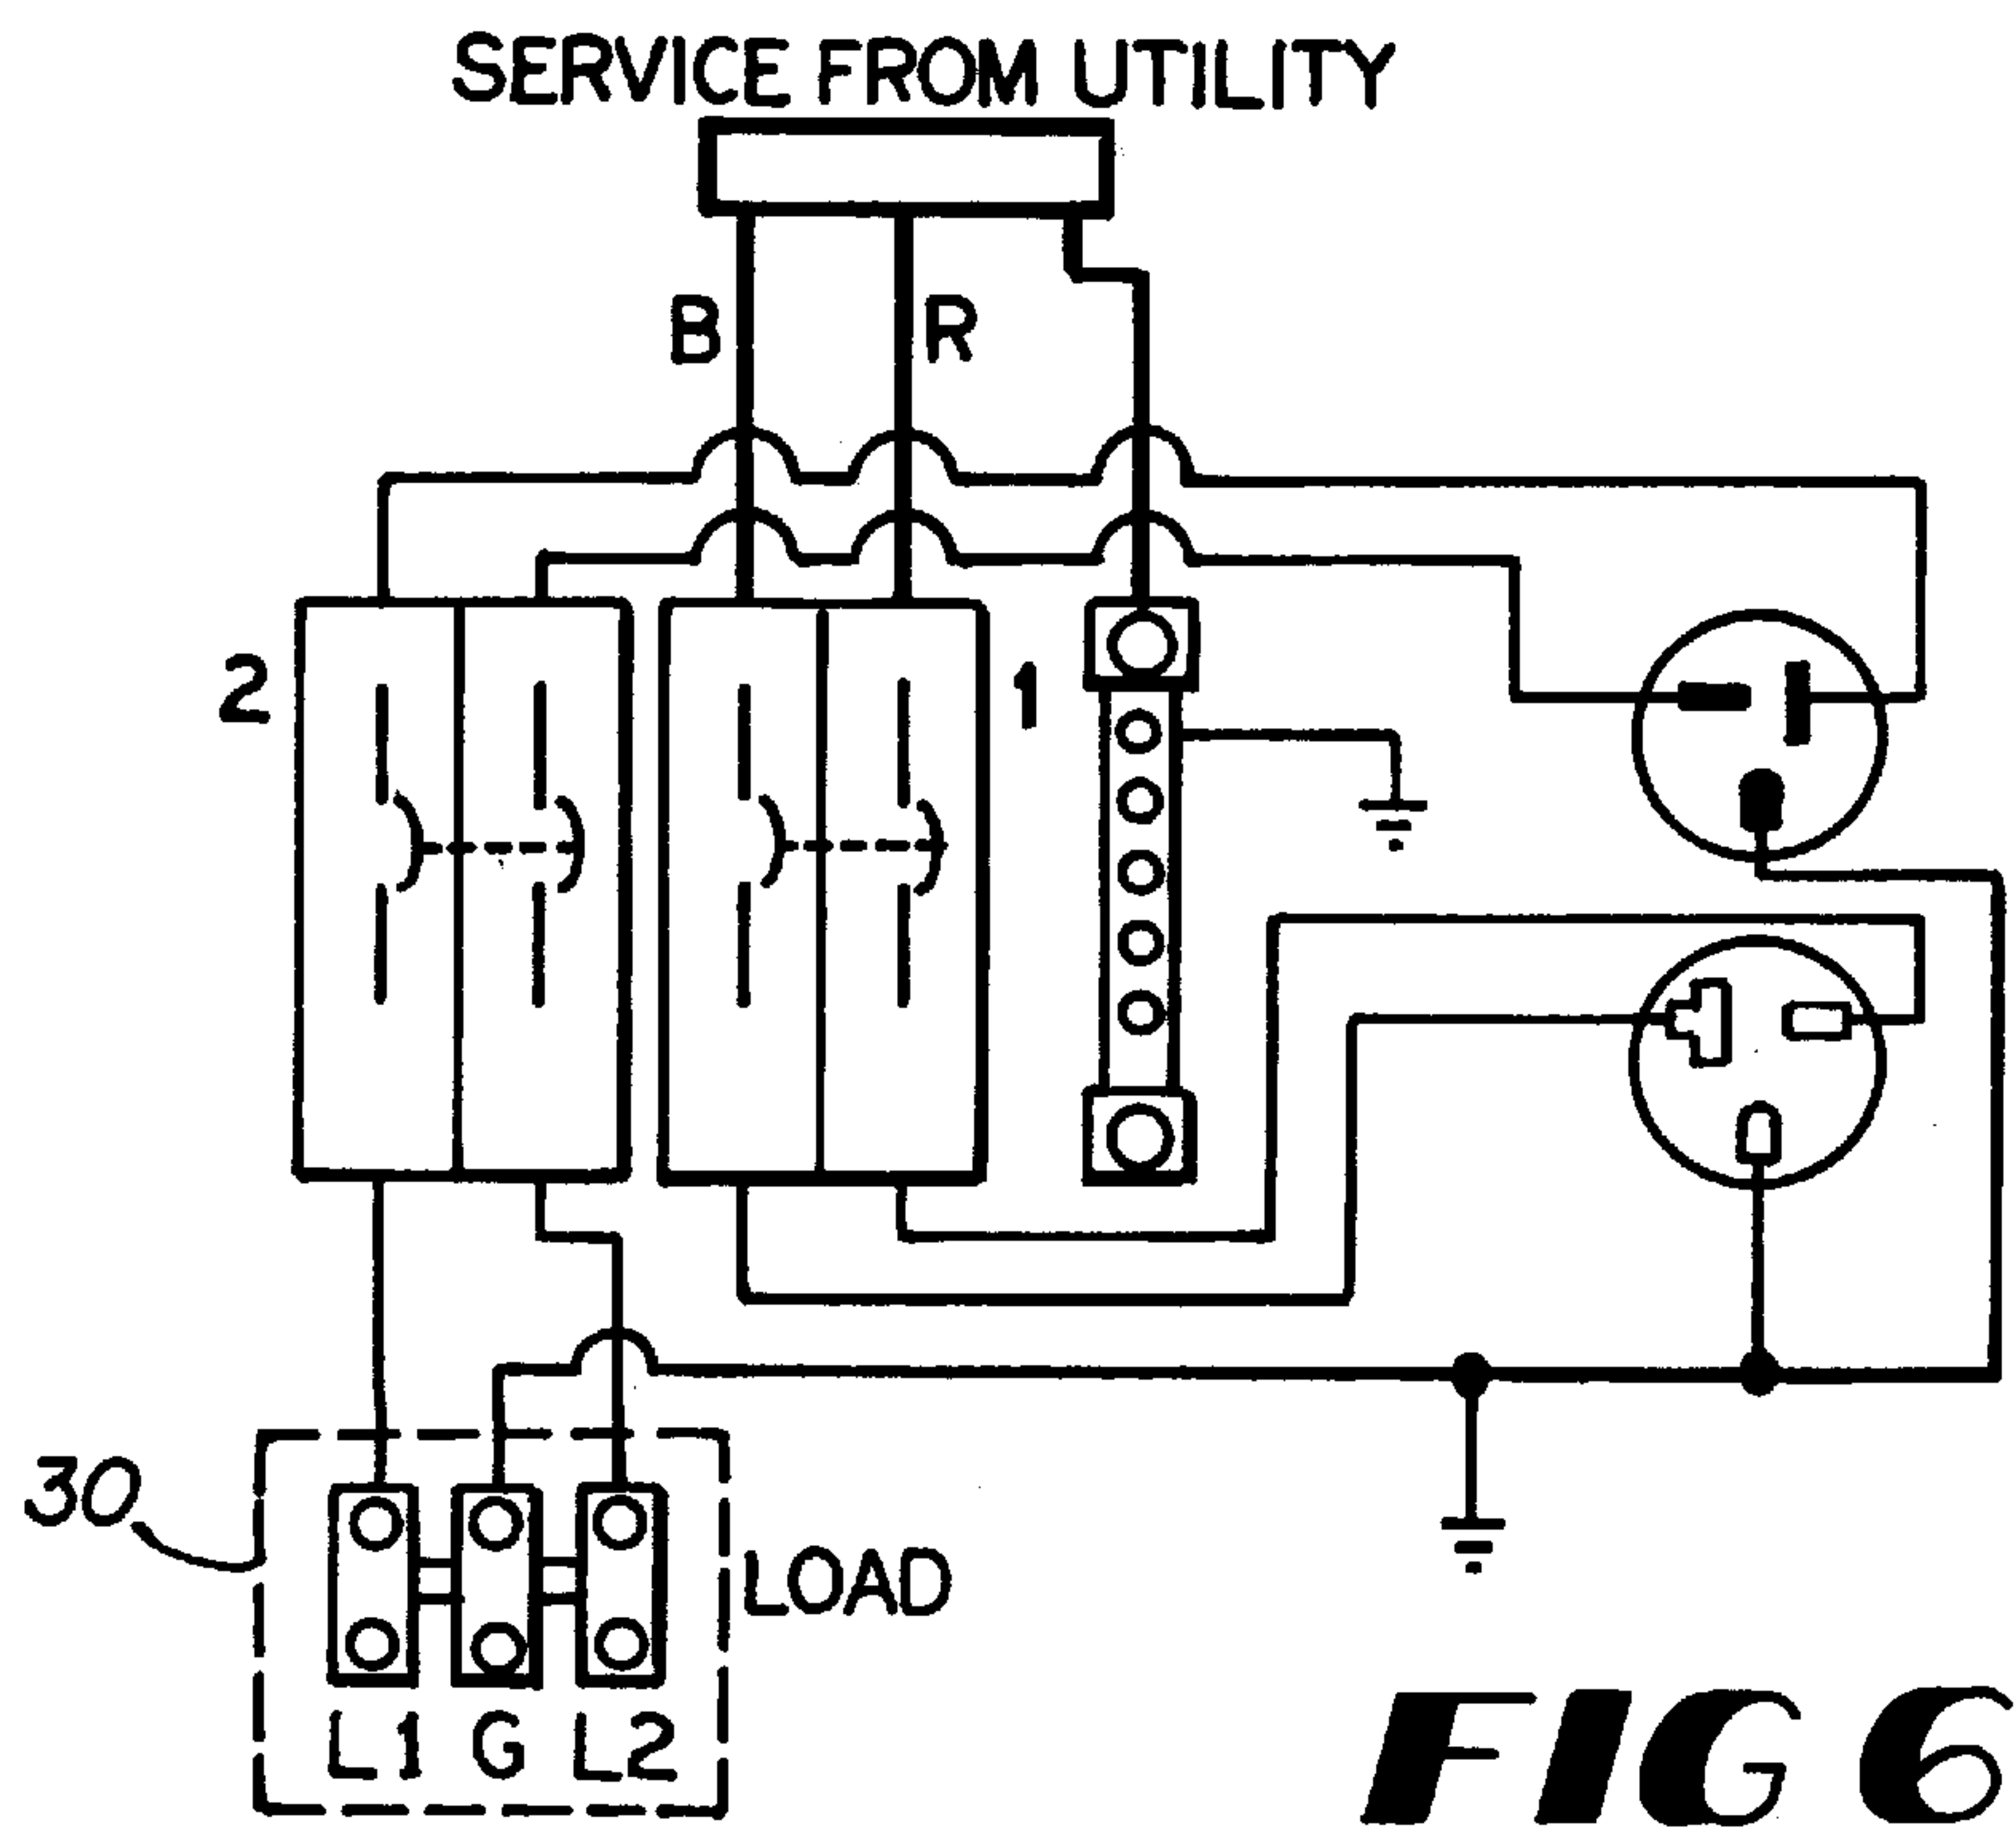 SERVICE FROM UTILITY
B R
2 1
30
LOAD
L1 G L2
FIG 6